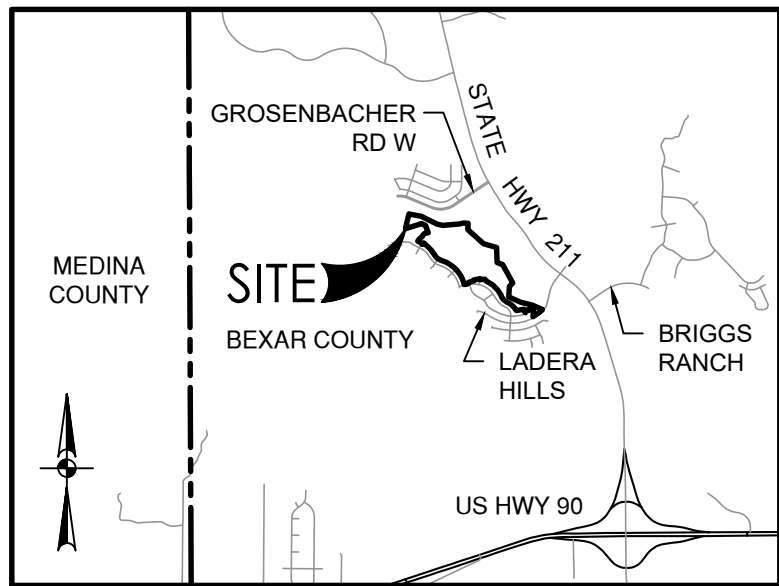 GROSENBACHER
RD W
STATE HWY 211
MEDINA
COUNTY
SITE
BEXAR COUNTY
LADERA
HILLS
BRIGGS
RANCH
US HWY 90